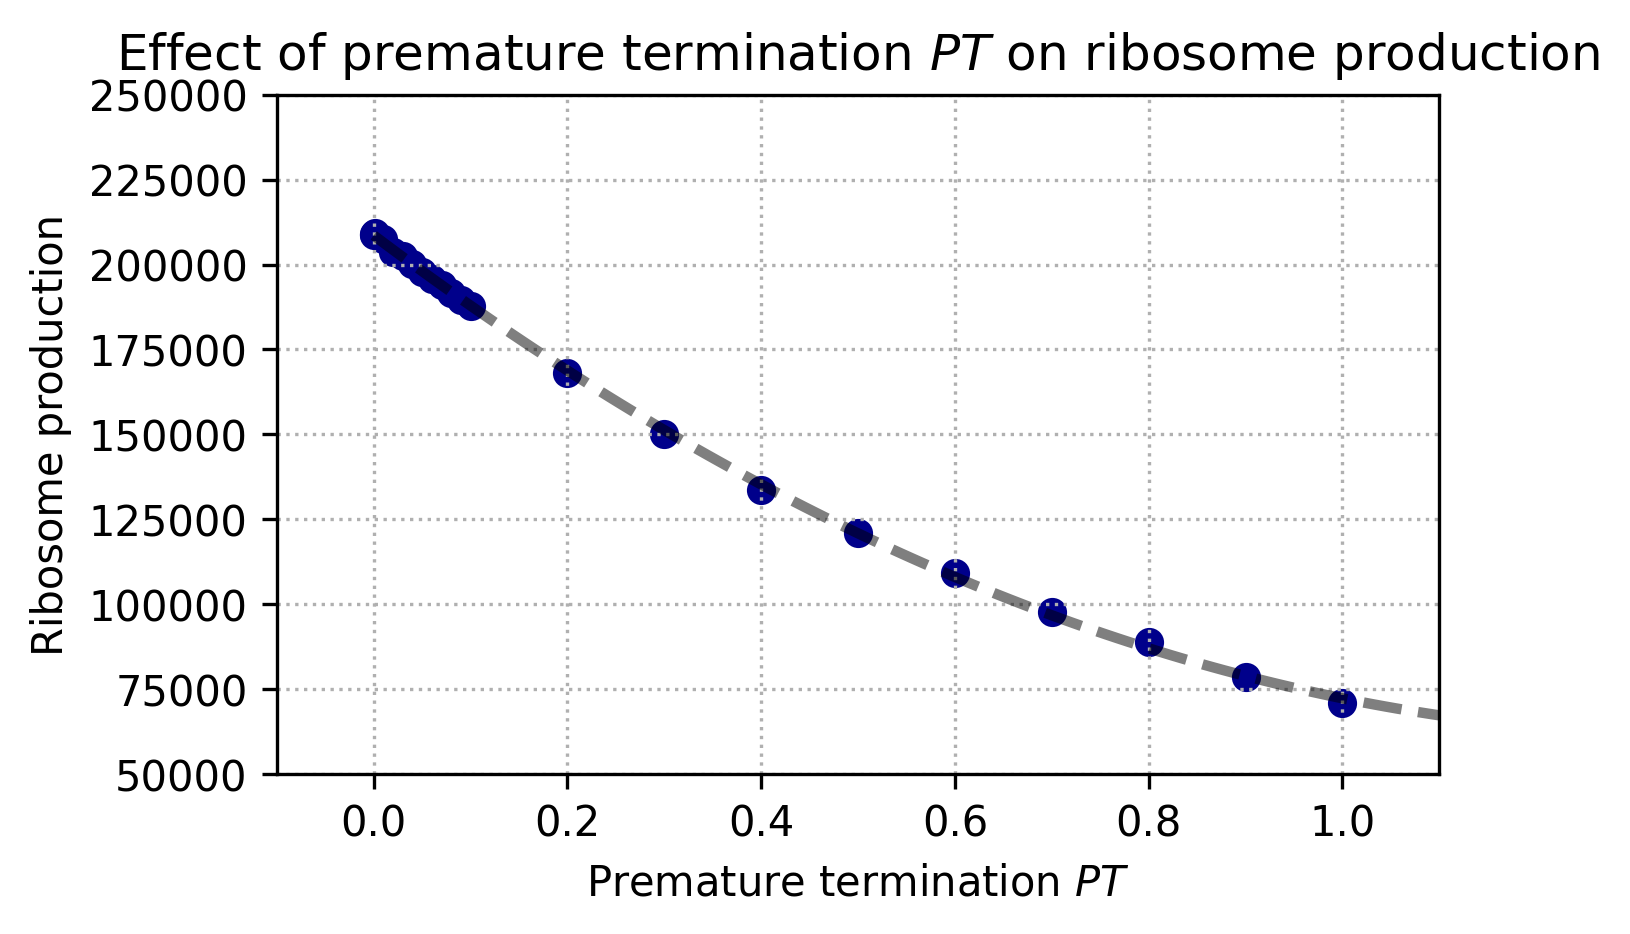 Effect of premature termination PT on ribosome production
250000
225000
200000
175000
150000
125000
100000
75000
50000
Ribosome production
0.0 0.2 0.4 0.6 0.8 1.0
Premature termination PT